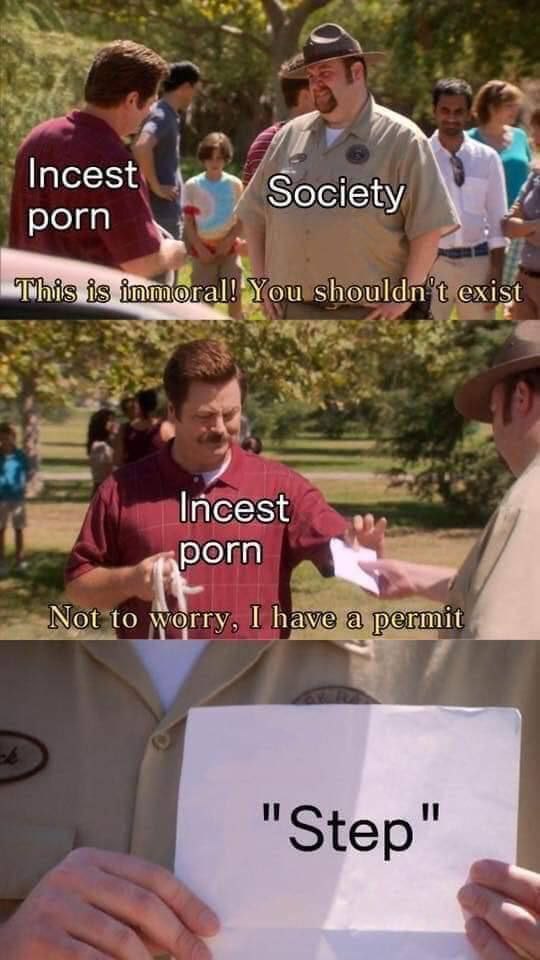 Incest
porn
Society
This is inmoral! You shouldn't exist
Incest
porn
Not to worry, I have a permit
"Step"